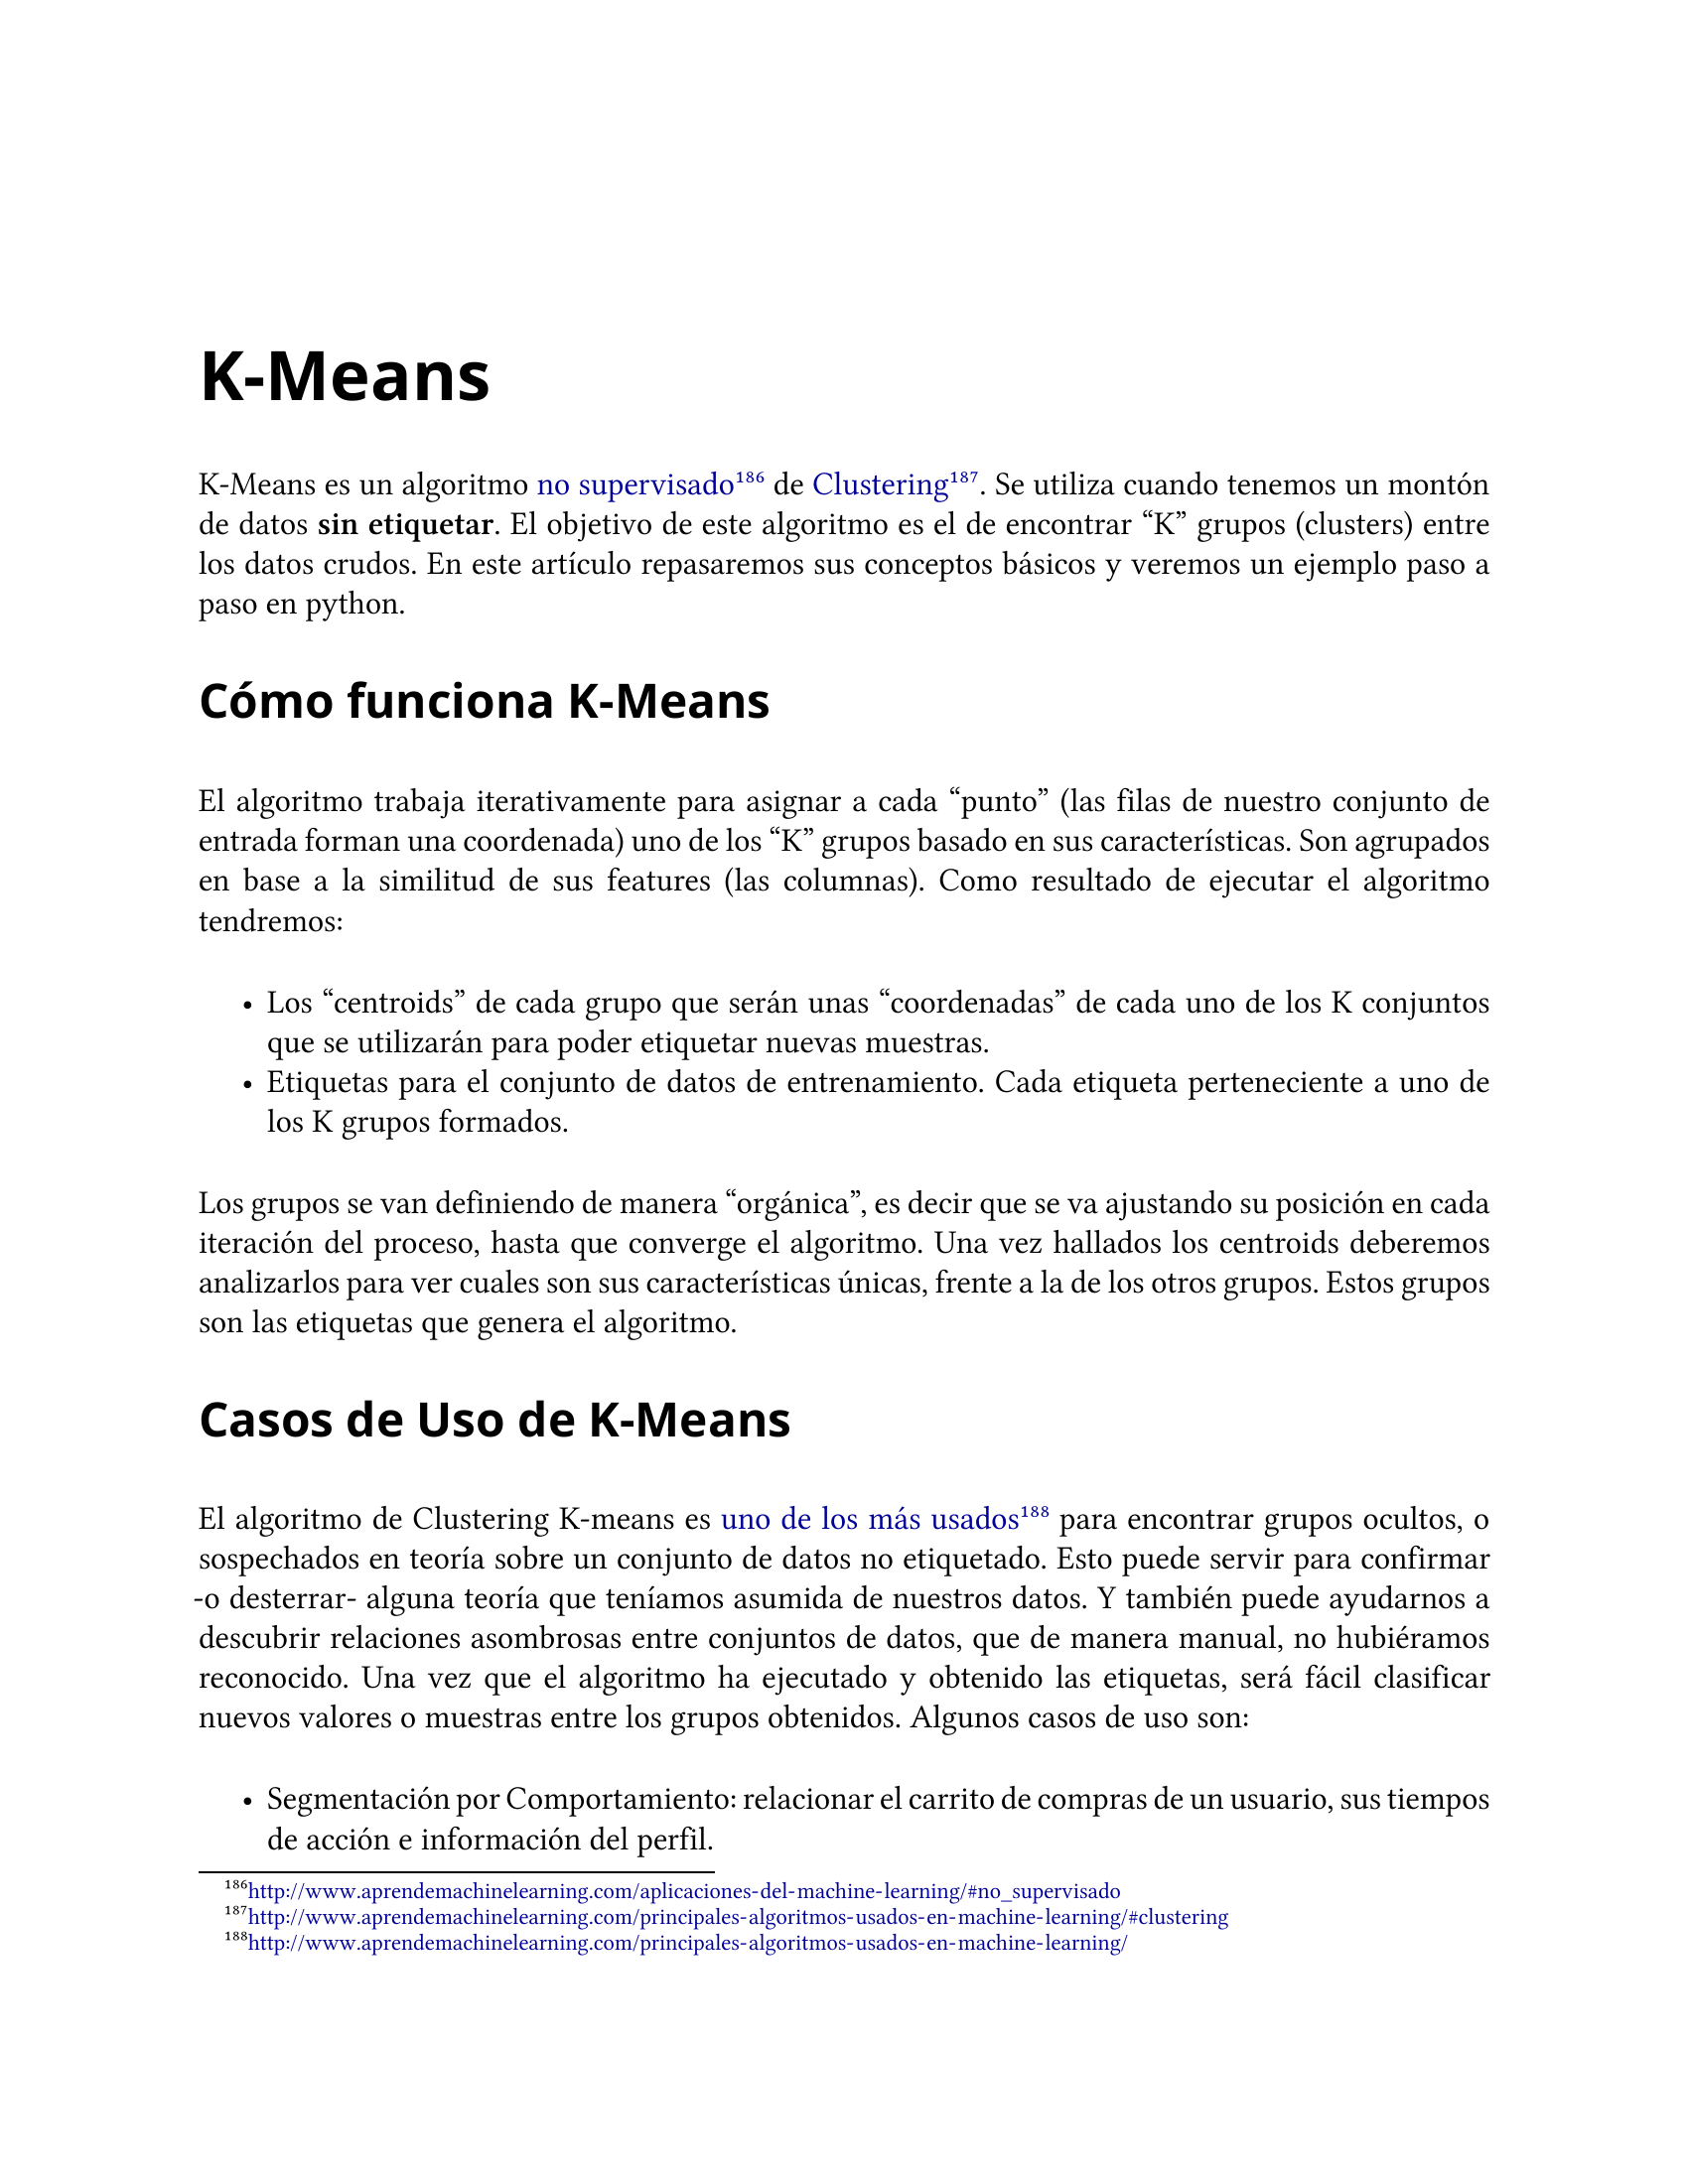 K-Means
K-Means es un algoritmo no supervisado¹⁸⁶ de Clustering¹⁸⁷. Se utiliza cuando tenemos un montón
de datos sin etiquetar. El objetivo de este algoritmo es el de encontrar “K” grupos (clusters) entre
los datos crudos. En este artículo repasaremos sus conceptos básicos y veremos un ejemplo paso a
paso en python.
Cómo funciona K-Means
El algoritmo trabaja iterativamente para asignar a cada “punto” (las filas de nuestro conjunto de
entrada forman una coordenada) uno de los “K” grupos basado en sus características. Son agrupados
en base a la similitud de sus features (las columnas). Como resultado de ejecutar el algoritmo
tendremos:
• Los “centroids” de cada grupo que serán unas “coordenadas” de cada uno de los K conjuntos
que se utilizarán para poder etiquetar nuevas muestras.
• Etiquetas para el conjunto de datos de entrenamiento. Cada etiqueta perteneciente a uno de
los K grupos formados.
Los grupos se van definiendo de manera “orgánica”, es decir que se va ajustando su posición en cada
iteración del proceso, hasta que converge el algoritmo. Una vez hallados los centroids deberemos
analizarlos para ver cuales son sus características únicas, frente a la de los otros grupos. Estos grupos
son las etiquetas que genera el algoritmo.
Casos de Uso de K-Means
El algoritmo de Clustering K-means es uno de los más usados¹⁸⁸ para encontrar grupos ocultos, o
sospechados en teoría sobre un conjunto de datos no etiquetado. Esto puede servir para confirmar
-o desterrar- alguna teoría que teníamos asumida de nuestros datos. Y también puede ayudarnos a
descubrir relaciones asombrosas entre conjuntos de datos, que de manera manual, no hubiéramos
reconocido. Una vez que el algoritmo ha ejecutado y obtenido las etiquetas, será fácil clasificar
nuevos valores o muestras entre los grupos obtenidos. Algunos casos de uso son:
• Segmentación por Comportamiento: relacionar el carrito de compras de un usuario, sus tiempos
de acción e información del perfil.
¹⁸⁶http://www.aprendemachinelearning.com/aplicaciones-del-machine-learning/#no_supervisado
¹⁸⁷http://www.aprendemachinelearning.com/principales-algoritmos-usados-en-machine-learning/#clustering
¹⁸⁸http://www.aprendemachinelearning.com/principales-algoritmos-usados-en-machine-learning/